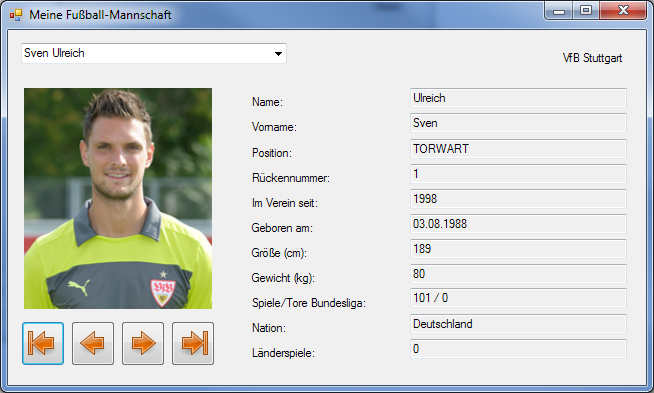 Meine Fußball-Mannschaft
Sven Ulreich
VfB Stuttgart
Name: Ulreich
Vorname: Sven
Position: TORWART
Rückennummer: 1
Im Verein seit: 1998
Geboren am: 03.08.1988
Größe (cm): 189
Gewicht (kg): 80
Spiele/Tore Bundesliga: 101 / 0
Nation: Deutschland
Länderspiele: 0